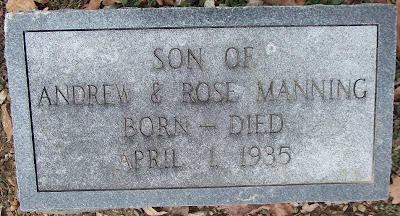 SON OF
ANDREW & ROSE MANNING
BORN – DIED
APRIL 1, 1935